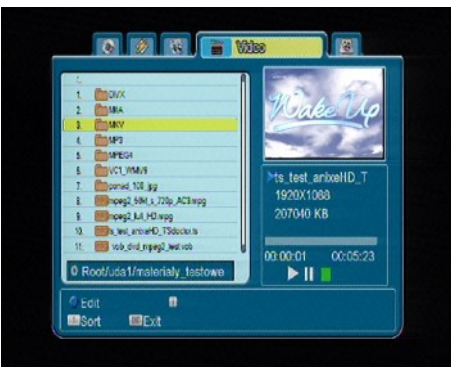 Video
1. DIVX
2. M4A
3. MKV
4. MP3
5. MPEG4
6. VC1_WMV9
7. ponad_100_jpg
8. mpeg2_50M_s_720p_AC3.mpg
9. mpeg2_full_HD.mpg
10. ts_test_anixeHD_TSdoctor.ts
11. vob_dvd_mpeg2_test.vob
Root/uda1/materialy_testowe
Wake Up
ts_test_anixeHD_T
1920X1088
207040 KB
00:00:01 00:05:23
Edit
Sort Exit